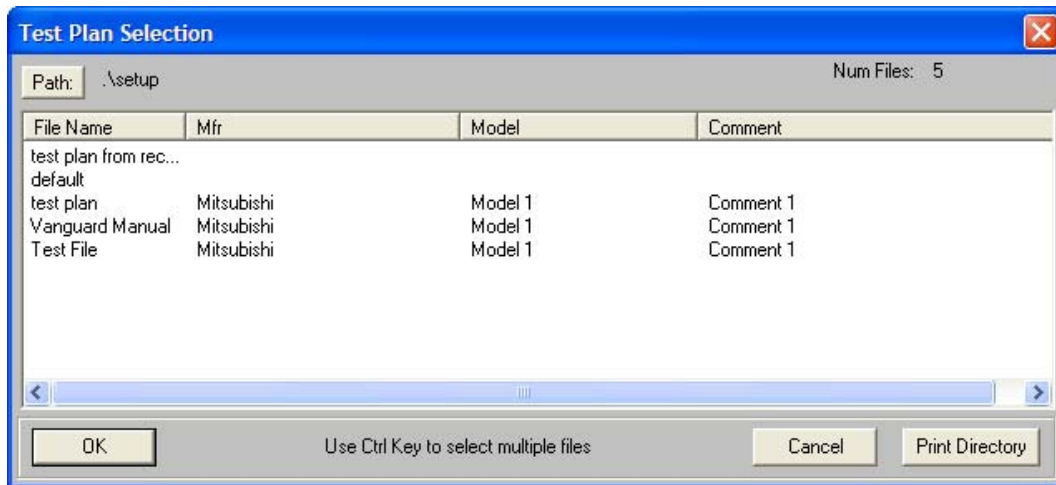 Test Plan Selection
Path: .\setup Num Files: 5
File Name Mfr Model Comment
test plan from rec...
default
test plan Mitsubishi Model 1 Comment 1
Vanguard Manual Mitsubishi Model 1 Comment 1
Test File Mitsubishi Model 1 Comment 1
OK Use Ctrl Key to select multiple files Cancel Print Directory